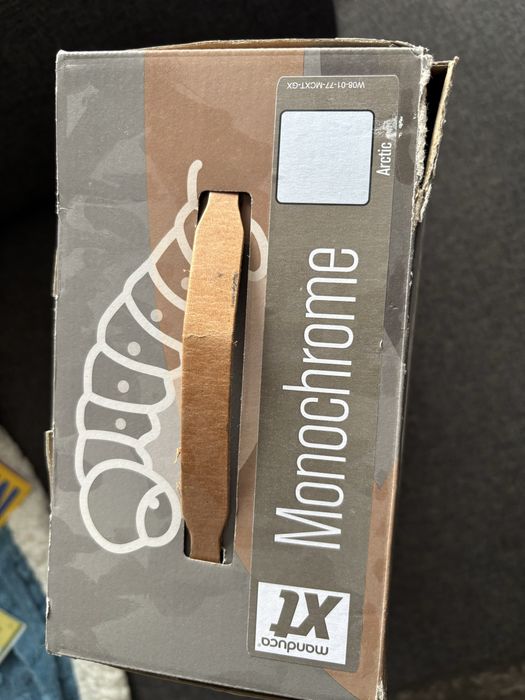 manduca®
XT
Monochrome
Arctic
W08-01-77-MCXT-GX